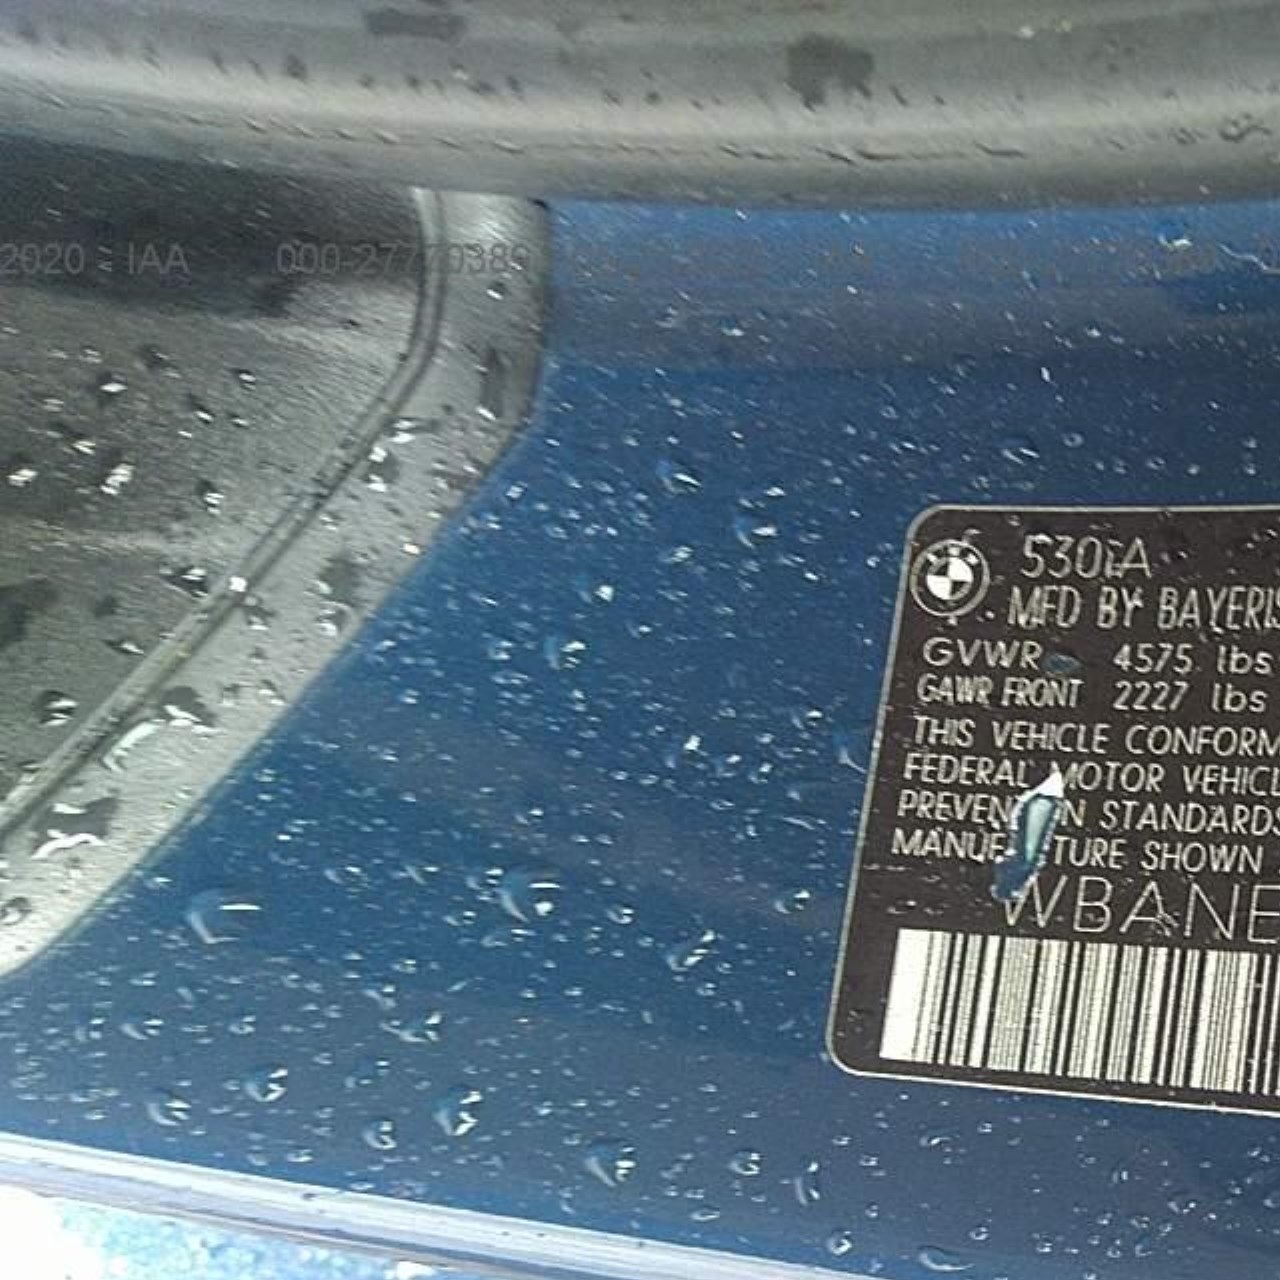 2020 - IAA 000-27770389
530iA
MFD BY BAYERIS
GVWR 4575 lbs
GAWR FRONT 2227 lbs
THIS VEHICLE CONFORM
FEDERAL MOTOR VEHICL
PREVEN N STANDARDS
MANUF TURE SHOWN
WBANE